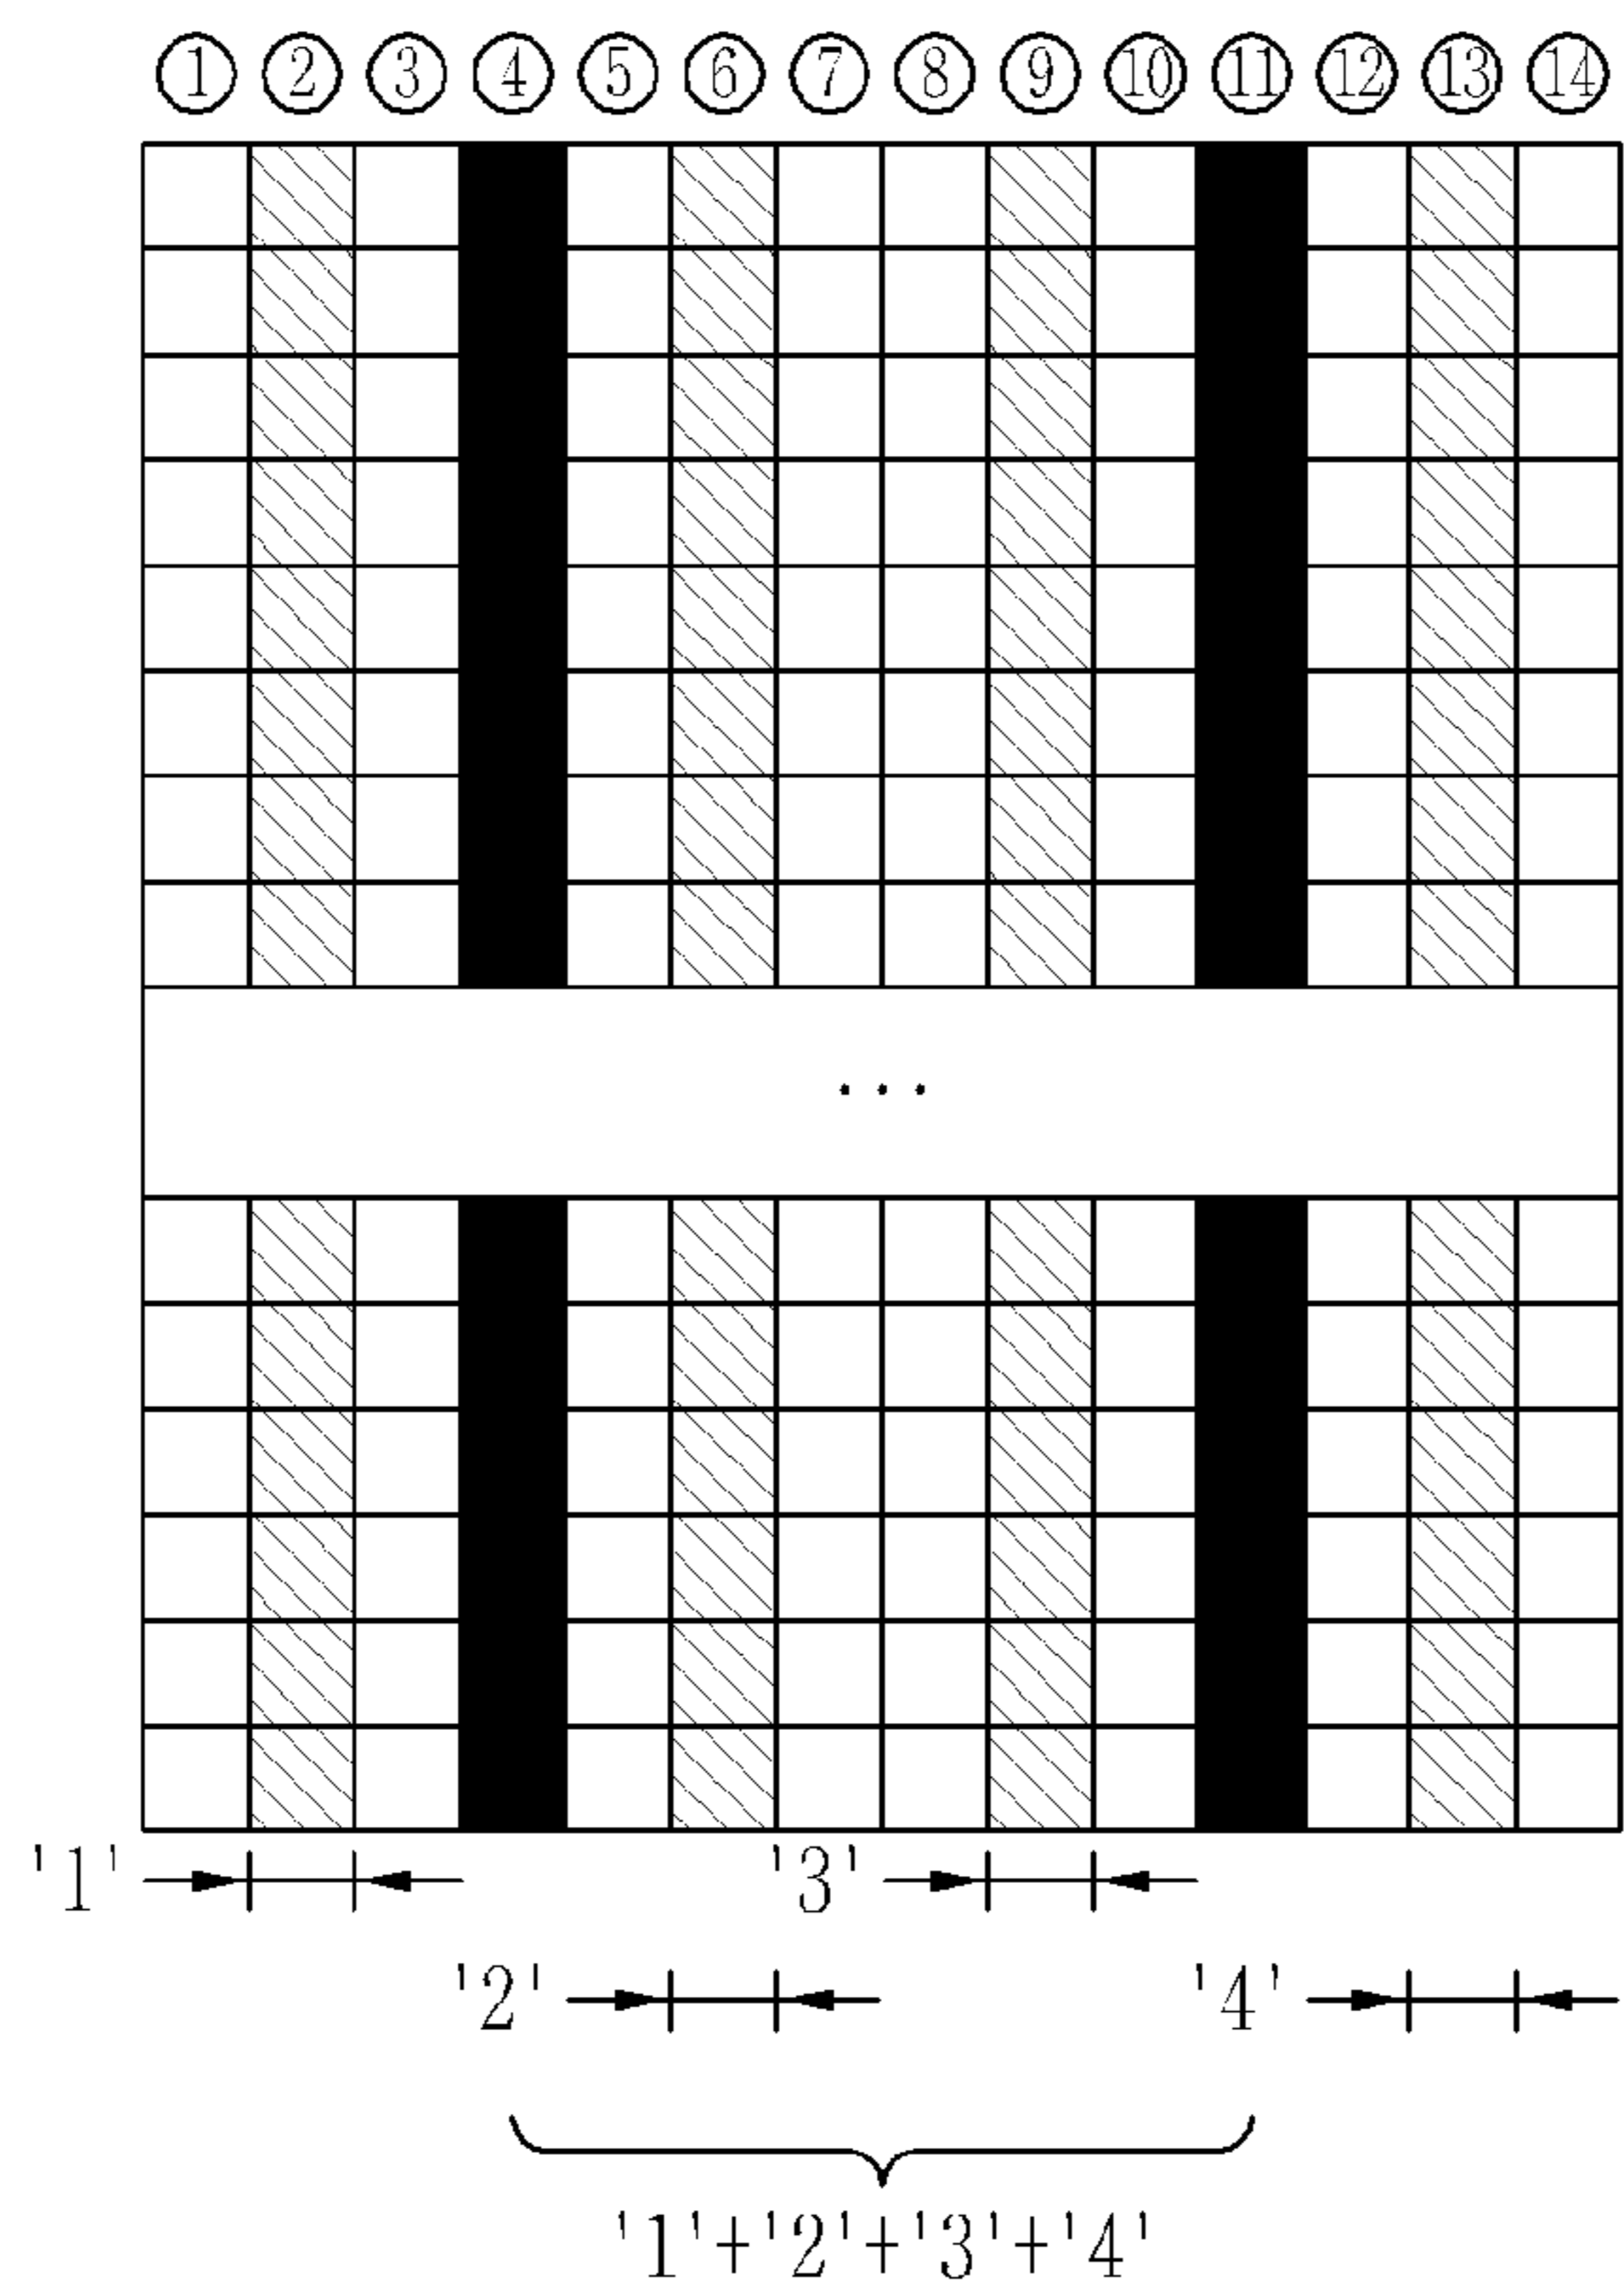 ① ② ③ ④ ⑤ ⑥ ⑦ ⑧ ⑨ ⑩ ⑪ ⑫ ⑬ ⑭
...
'1' '3'
'2' '4'
'1'+'2'+'3'+'4'